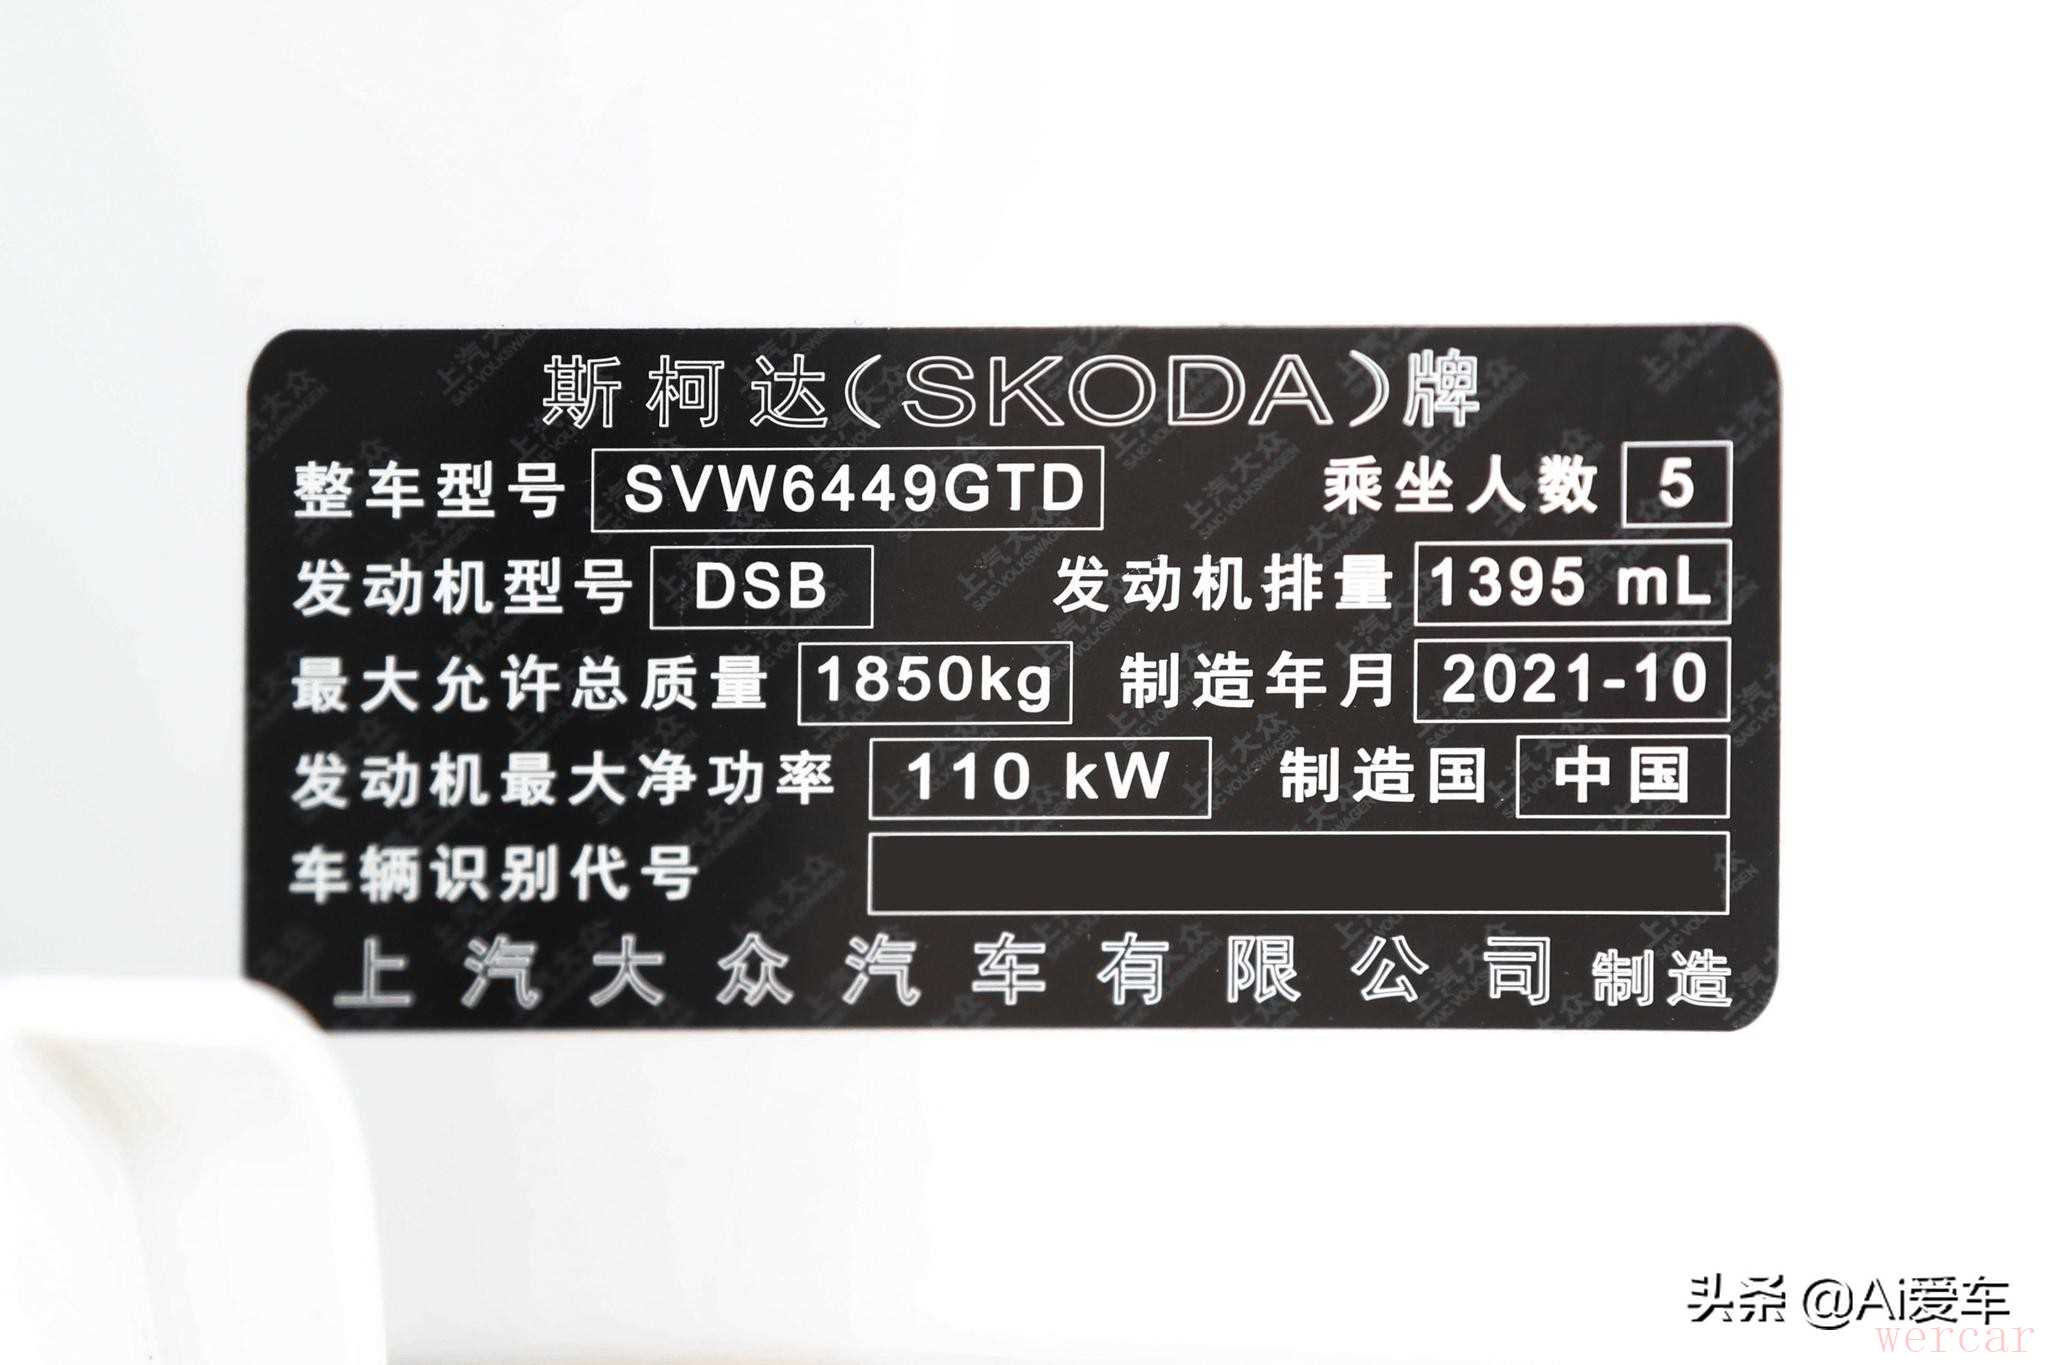 斯柯达(SKODA)牌
整车型号 SVW6449GTD 乘坐人数 5
发动机型号 DSB 发动机排量 1395 mL
最大允许总质量 1850kg 制造年月 2021-10
发动机最大净功率 110 kW 制造国 中国
车辆识别代号
上汽大众汽车有限公司 制造
头条 @Ai爱车
wercar